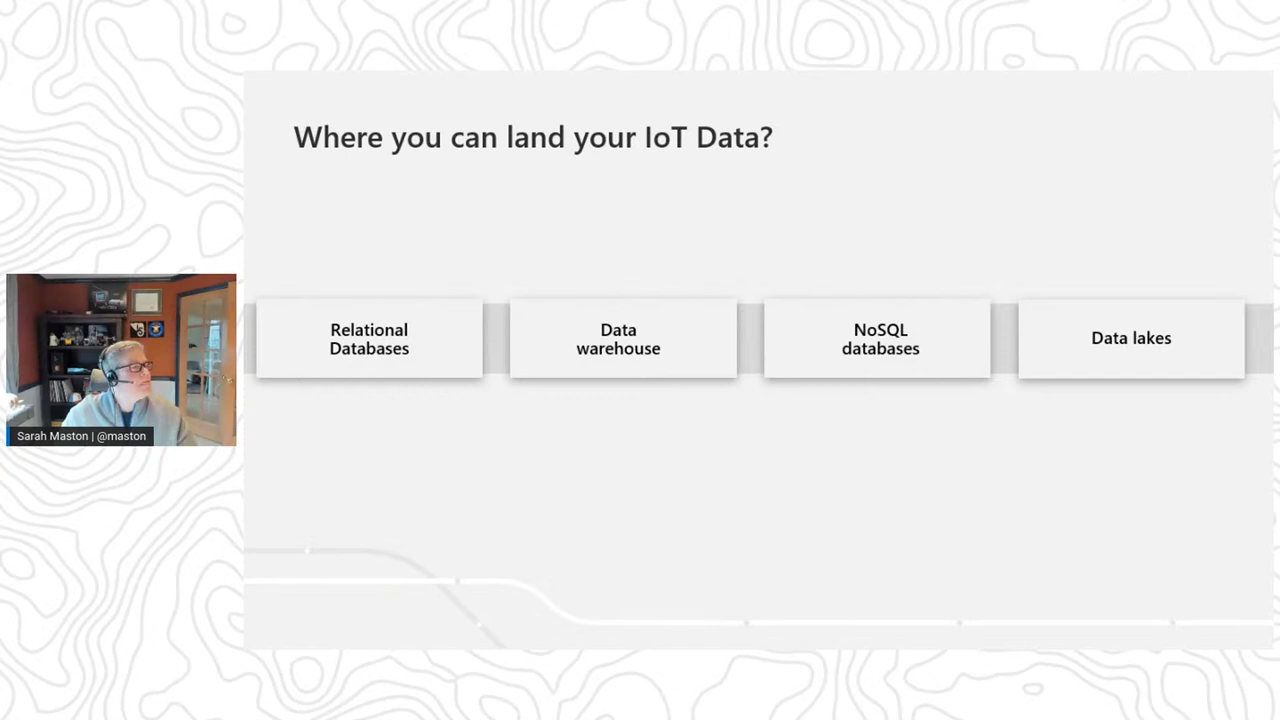 Where you can land your IoT Data?
Relational
Databases
Data
warehouse
NoSQL
databases
Data lakes
Sarah Maston | @maston